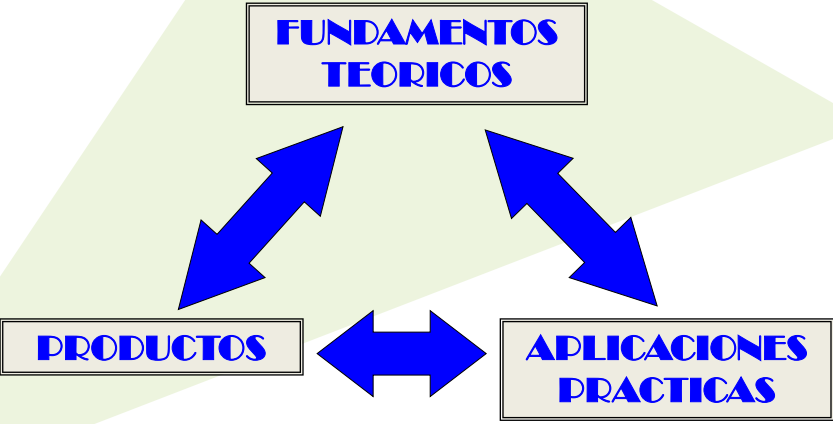 FUNDAMENTOS
TEORICOS
PRODUCTOS
APLICACIONES
PRACTICAS